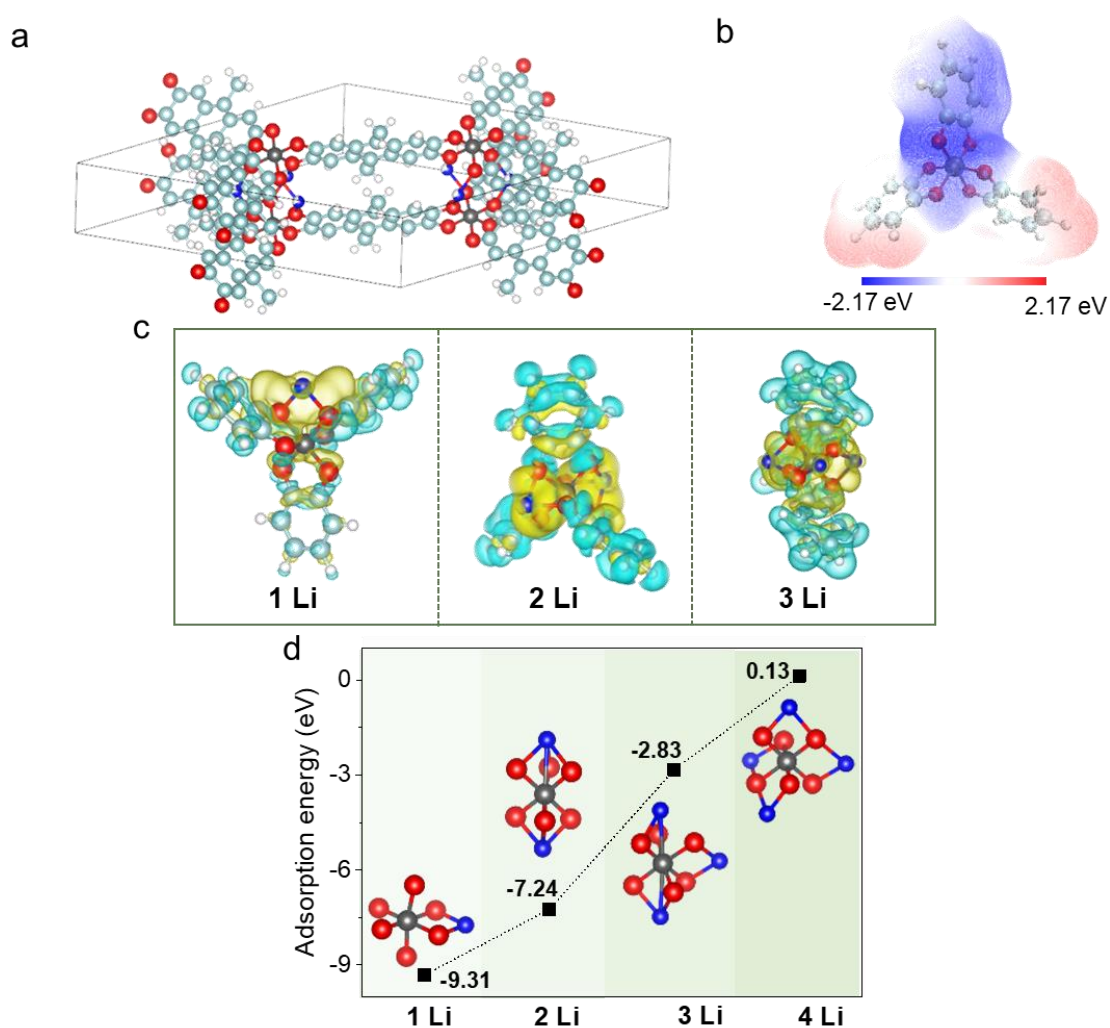 a
b
-2.17 eV
2.17 eV
c
1 Li
2 Li
3 Li
d
Adsorption energy (eV)
0
-3
-6
-9
-9.31
-7.24
-2.83
0.13
1 Li
2 Li
3 Li
4 Li